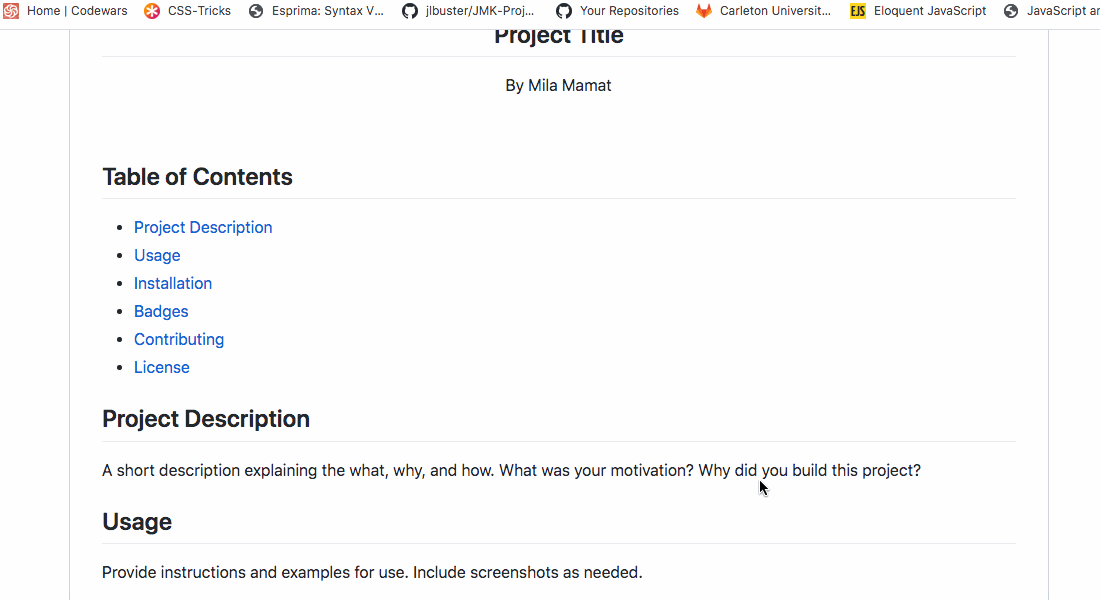 Home | Codewars CSS-Tricks Esprima: Syntax V... jlbuster/JMK-Proj... Your Repositories Carleton Universit... EJS Eloquent JavaScript JavaScript ar
Project Title
By Mila Mamat
Table of Contents
Project Description
Usage
Installation
Badges
Contributing
License
Project Description
A short description explaining the what, why, and how. What was your motivation? Why did you build this project?
Usage
Provide instructions and examples for use. Include screenshots as needed.